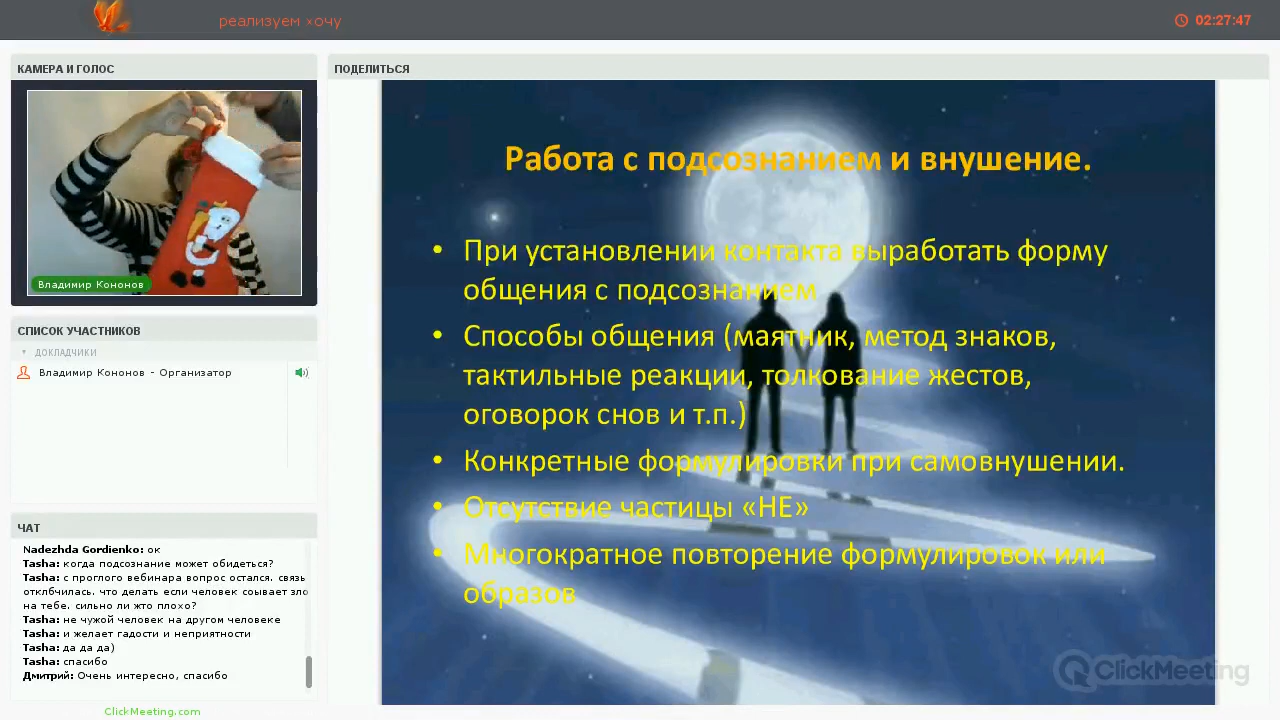 реализуем хочу
02:27:47
КАМЕРА И ГОЛОС
Владимир Кононов
СПИСОК УЧАСТНИКОВ
ДОКЛАДЧИКИ
Владимир Кононов - Организатор
ЧАТ
Nadezhda Gordienko: ок
Tasha: когда подсознание может обидеться?
Tasha: с проглого вебинара вопрос остался. связь
отклбчилась. что делать если человек соывает зло
на тебе. сильно ли жто плохо?
Tasha: не чужой человек на другом человеке
Tasha: и желает гадости и неприятности
Tasha: да да да)
Tasha: спасибо
Дмитрий: Очень интересно, спасибо
ClickMeeting.com
ПОДЕЛИТЬСЯ
Работа с подсознанием и внушение.
• При установлении контакта выработать форму
общения с подсознанием
• Способы общения (маятник, метод знаков,
тактильные реакции, толкование жестов,
оговорок снов и т.п.)
• Конкретные формулировки при самовнушении.
• Отсутствие частицы «НЕ»
• Многократное повторение формулировок или
образов
ClickMeeting